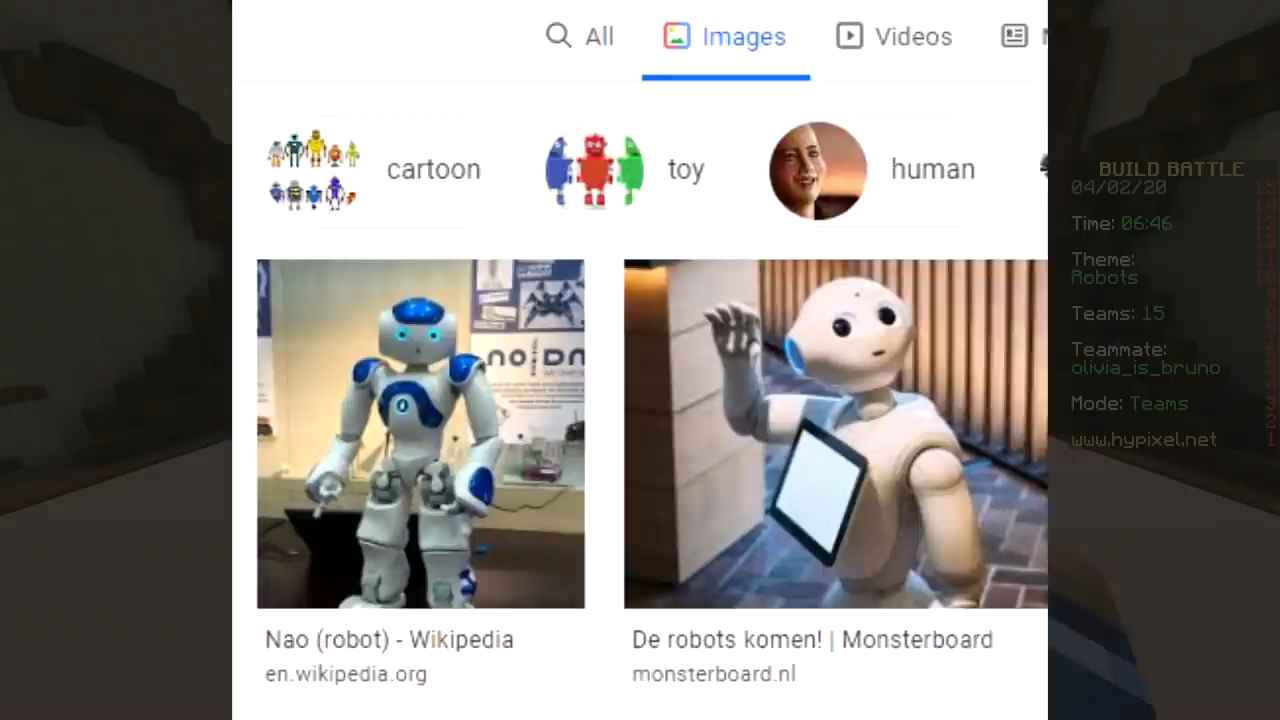 All
Images
Videos
cartoon
toy
human
Nao (robot) - Wikipedia
en.wikipedia.org
De robots komen! | Monsterboard
monsterboard.nl
BUILD BATTLE
04/02/20
Time: 06:46
Theme:
Robots
Teams: 15
Teammate:
olivia_is_bruno
Mode: Teams
www.hypixel.net